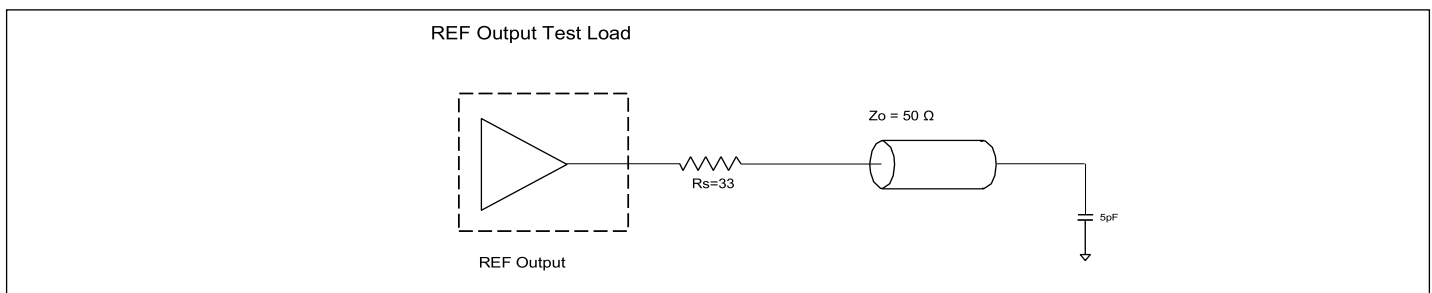 REF Output Test Load
Zo = 50 Ω
Rs=33
5pF
REF Output